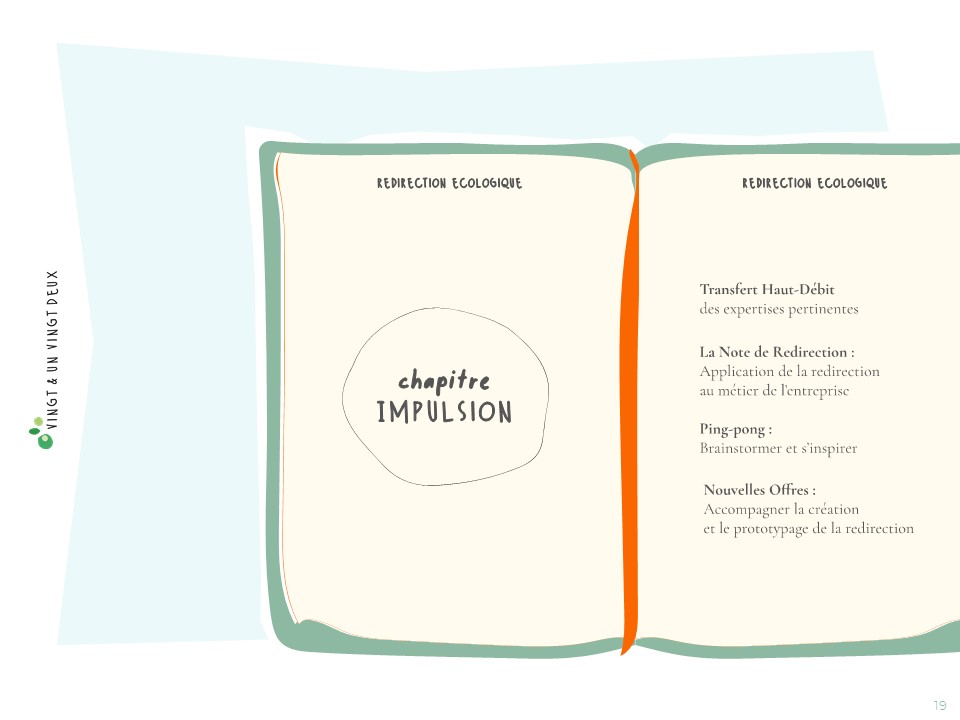 VINGT & UN VINGT DEUX
REDIRECTION ECOLOGIQUE
chapitre
IMPULSION
REDIRECTION ECOLOGIQUE
Transfert Haut-Débit
des expertises pertinentes
La Note de Redirection :
Application de la redirection
au métier de l'entreprise
Ping-pong :
Brainstormer et s'inspirer
Nouvelles Offres :
Accompagner la création
et le prototypage de la redirection
19